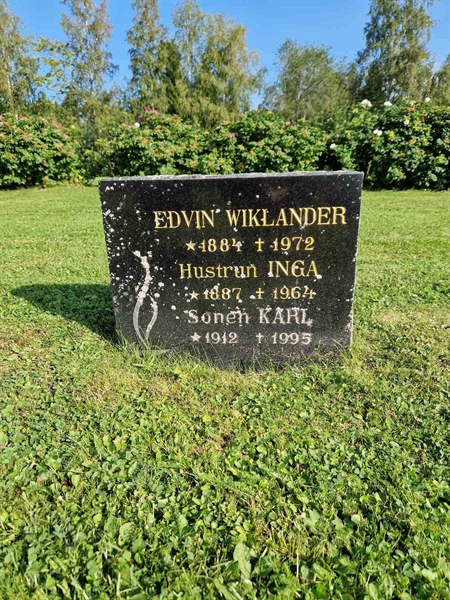 EDVIN WIKLANDER
★1884 † 1972
Hustrun INGA
★1887 † 1964
Sonen KARL
★1912 † 1995